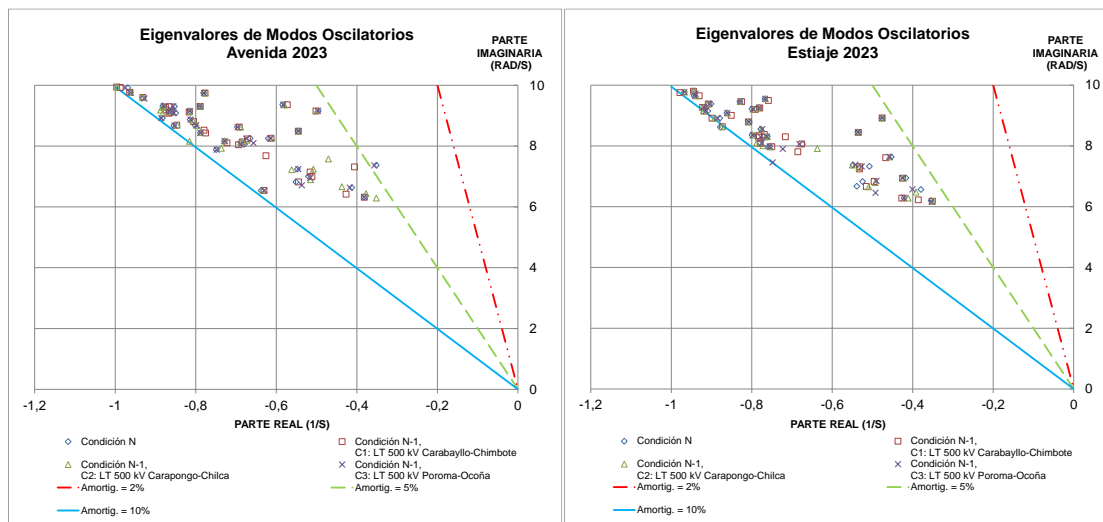 Eigenvalores de Modos Oscilatorios
Avenida 2023
PARTE
IMAGINARIA
(RAD/S)
10
8
6
4
2
0
-1,2
-1
-0,8
-0,6
-0,4
-0,2
0
PARTE REAL (1/S)
Condición N
Condición N-1,
C1: LT 500 kV Carabayllo-Chimbote
Condición N-1,
C2: LT 500 kV Carapongo-Chilca
Condición N-1,
C3: LT 500 kV Poroma-Ocoña
Amortig. = 2%
Amortig. = 5%
Amortig. = 10%
Eigenvalores de Modos Oscilatorios
Estiaje 2023
PARTE
IMAGINARIA
(RAD/S)
10
8
6
4
2
0
-1,2
-1
-0,8
-0,6
-0,4
-0,2
0
PARTE REAL (1/S)
Condición N
Condición N-1,
C1: LT 500 kV Carabayllo-Chimbote
Condición N-1,
C2: LT 500 kV Carapongo-Chilca
Condición N-1,
C3: LT 500 kV Poroma-Ocoña
Amortig. = 2%
Amortig. = 5%
Amortig. = 10%